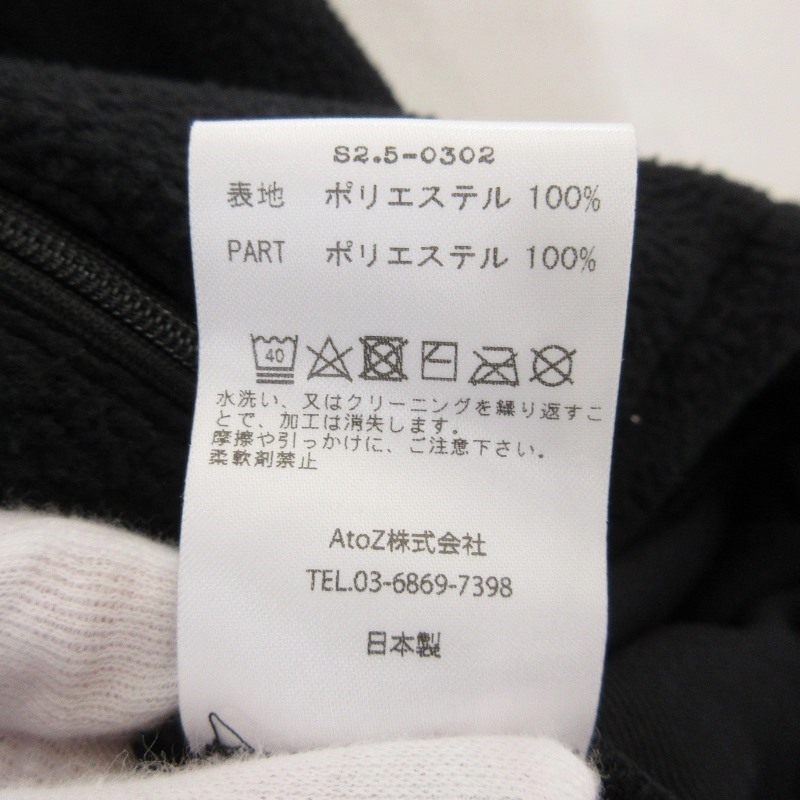 S2.5-0302
表地 ポリエステル 100%
PART ポリエステル 100%
40
水洗い、又はクリーニングを繰り返すこ
とで、加工は消失します。
摩擦や引っかけに、ご注意下さい。
柔軟剤禁止
AtoZ株式会社
TEL.03-6869-7398
日本製